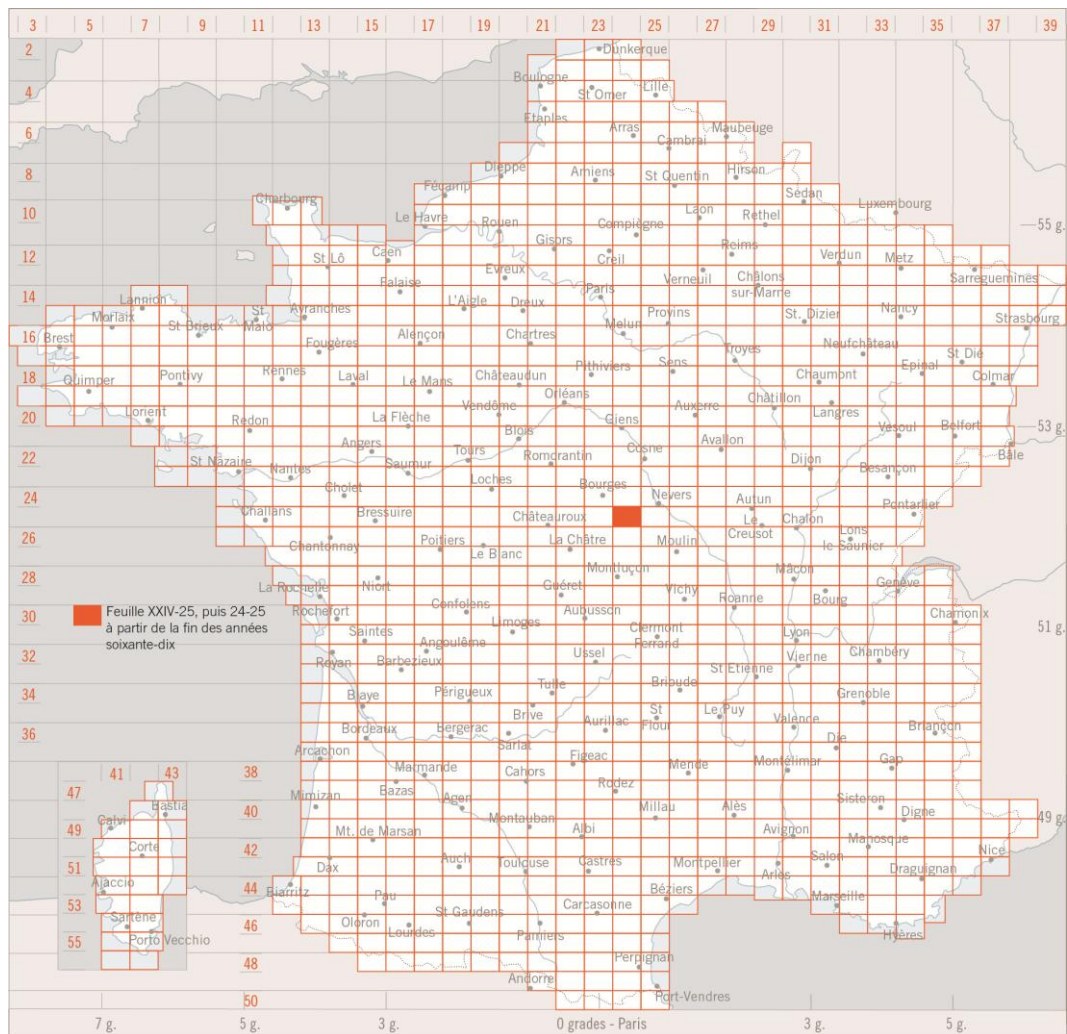 3 5 7 9 11 13 15 17 19 21 23 25 27 29 31 33 35 37 39
2
Dunkerque
Boulogne
4
St Omer
Lille
Etaples
6
Arras
Maubeuge
Cambrai
Dieppe
8
Amiens
St Quentin
Hirson
Fécamp
Sedan
Cherbourg
Luxembourg
10
Le Havre
Rouen
Compiègne
Laon
Rethel
55 g.
Gisors
Reims
12
St Lô
Caen
Creil
Verdun
Metz
Evreux
Verneuil
Châlons
sur-Marne
Sarreguemines
Falaise
Paris
14
Lannion
St
Malo
Avranches
L'Aigle
Dreux
Provins
St. Dizier
Nancy
Morlaix
St Brieux
Strasbourg
16
Brest
Fougères
Alençon
Chartres
Melun
Troyes
Neufchâteau
St Dié
Pithiviers
Sens
Epinal
18
Quimper
Pontivy
Rennes
Laval
Le Mans
Châteaudun
Chaumont
Colmar
Orléans
20
Lorient
Redon
La Flèche
Vendôme
Giens
Auxerre
Châtillon
Langres
Vesoul
Belfort
53 g.
Blois
Angers
Cosne
Avallon
Bâle
22
St Nazaire
Nantes
Saumur
Tours
Romorantin
Dijon
Besançon
Loches
24
Cholet
Bourges
Nevers
Autun
Pontarlier
Challans
Bressuire
Châteauroux
Le
Creusot
Chalon
Lons
le Saunier
26
Chantonnay
Poitiers
Le Blanc
La Châtre
Moulin
Montluçon
Mâcon
28
La Rochelle
Niort
Guéret
Vichy
Roanne
Bourg
Genève
Feuille XXIV-25, puis 24-25
à partir de la fin des années
soixante-dix
Rochefort
Confolens
Aubusson
Chamonix
30
Saintes
Limoges
Clermont
Ferrand
Lyon
51 g.
Angoulême
32
Royan
Barbezieux
Ussel
Vienne
Chambéry
St Etienne
34
Blaye
Périgueux
Tulle
Brioude
Grenoble
Brive
St
Flour
Le Puy
36
Bordeaux
Bergerac
Sarlat
Aurillac
Valence
Briançon
Die
Arcachon
Figeac
41 43
38
Marmande
Cahors
Mende
Montélimar
Gap
47
Bastia
Bazas
Rodez
Mimizan
40
Agen
Millau
Alès
Sisteron
Digne
49 g.
49
Calvi
Mt. de Marsan
Montauban
Albi
Avignon
Manosque
Corte
42
51
Dax
Auch
Toulouse
Castres
Montpellier
Arles
Salon
Nice
Ajaccio
Draguignan
44
Biarritz
Pau
Béziers
Marseille
53
Carcasonne
Sartène
46
Oloron
Lourdes
St Gaudens
Pamiers
Hyères
55
Porto Vecchio
48
Perpignan
Andorre
Port-Vendres
50
7 g. 5 g. 3 g. 0 grades - Paris 3 g. 5 g.